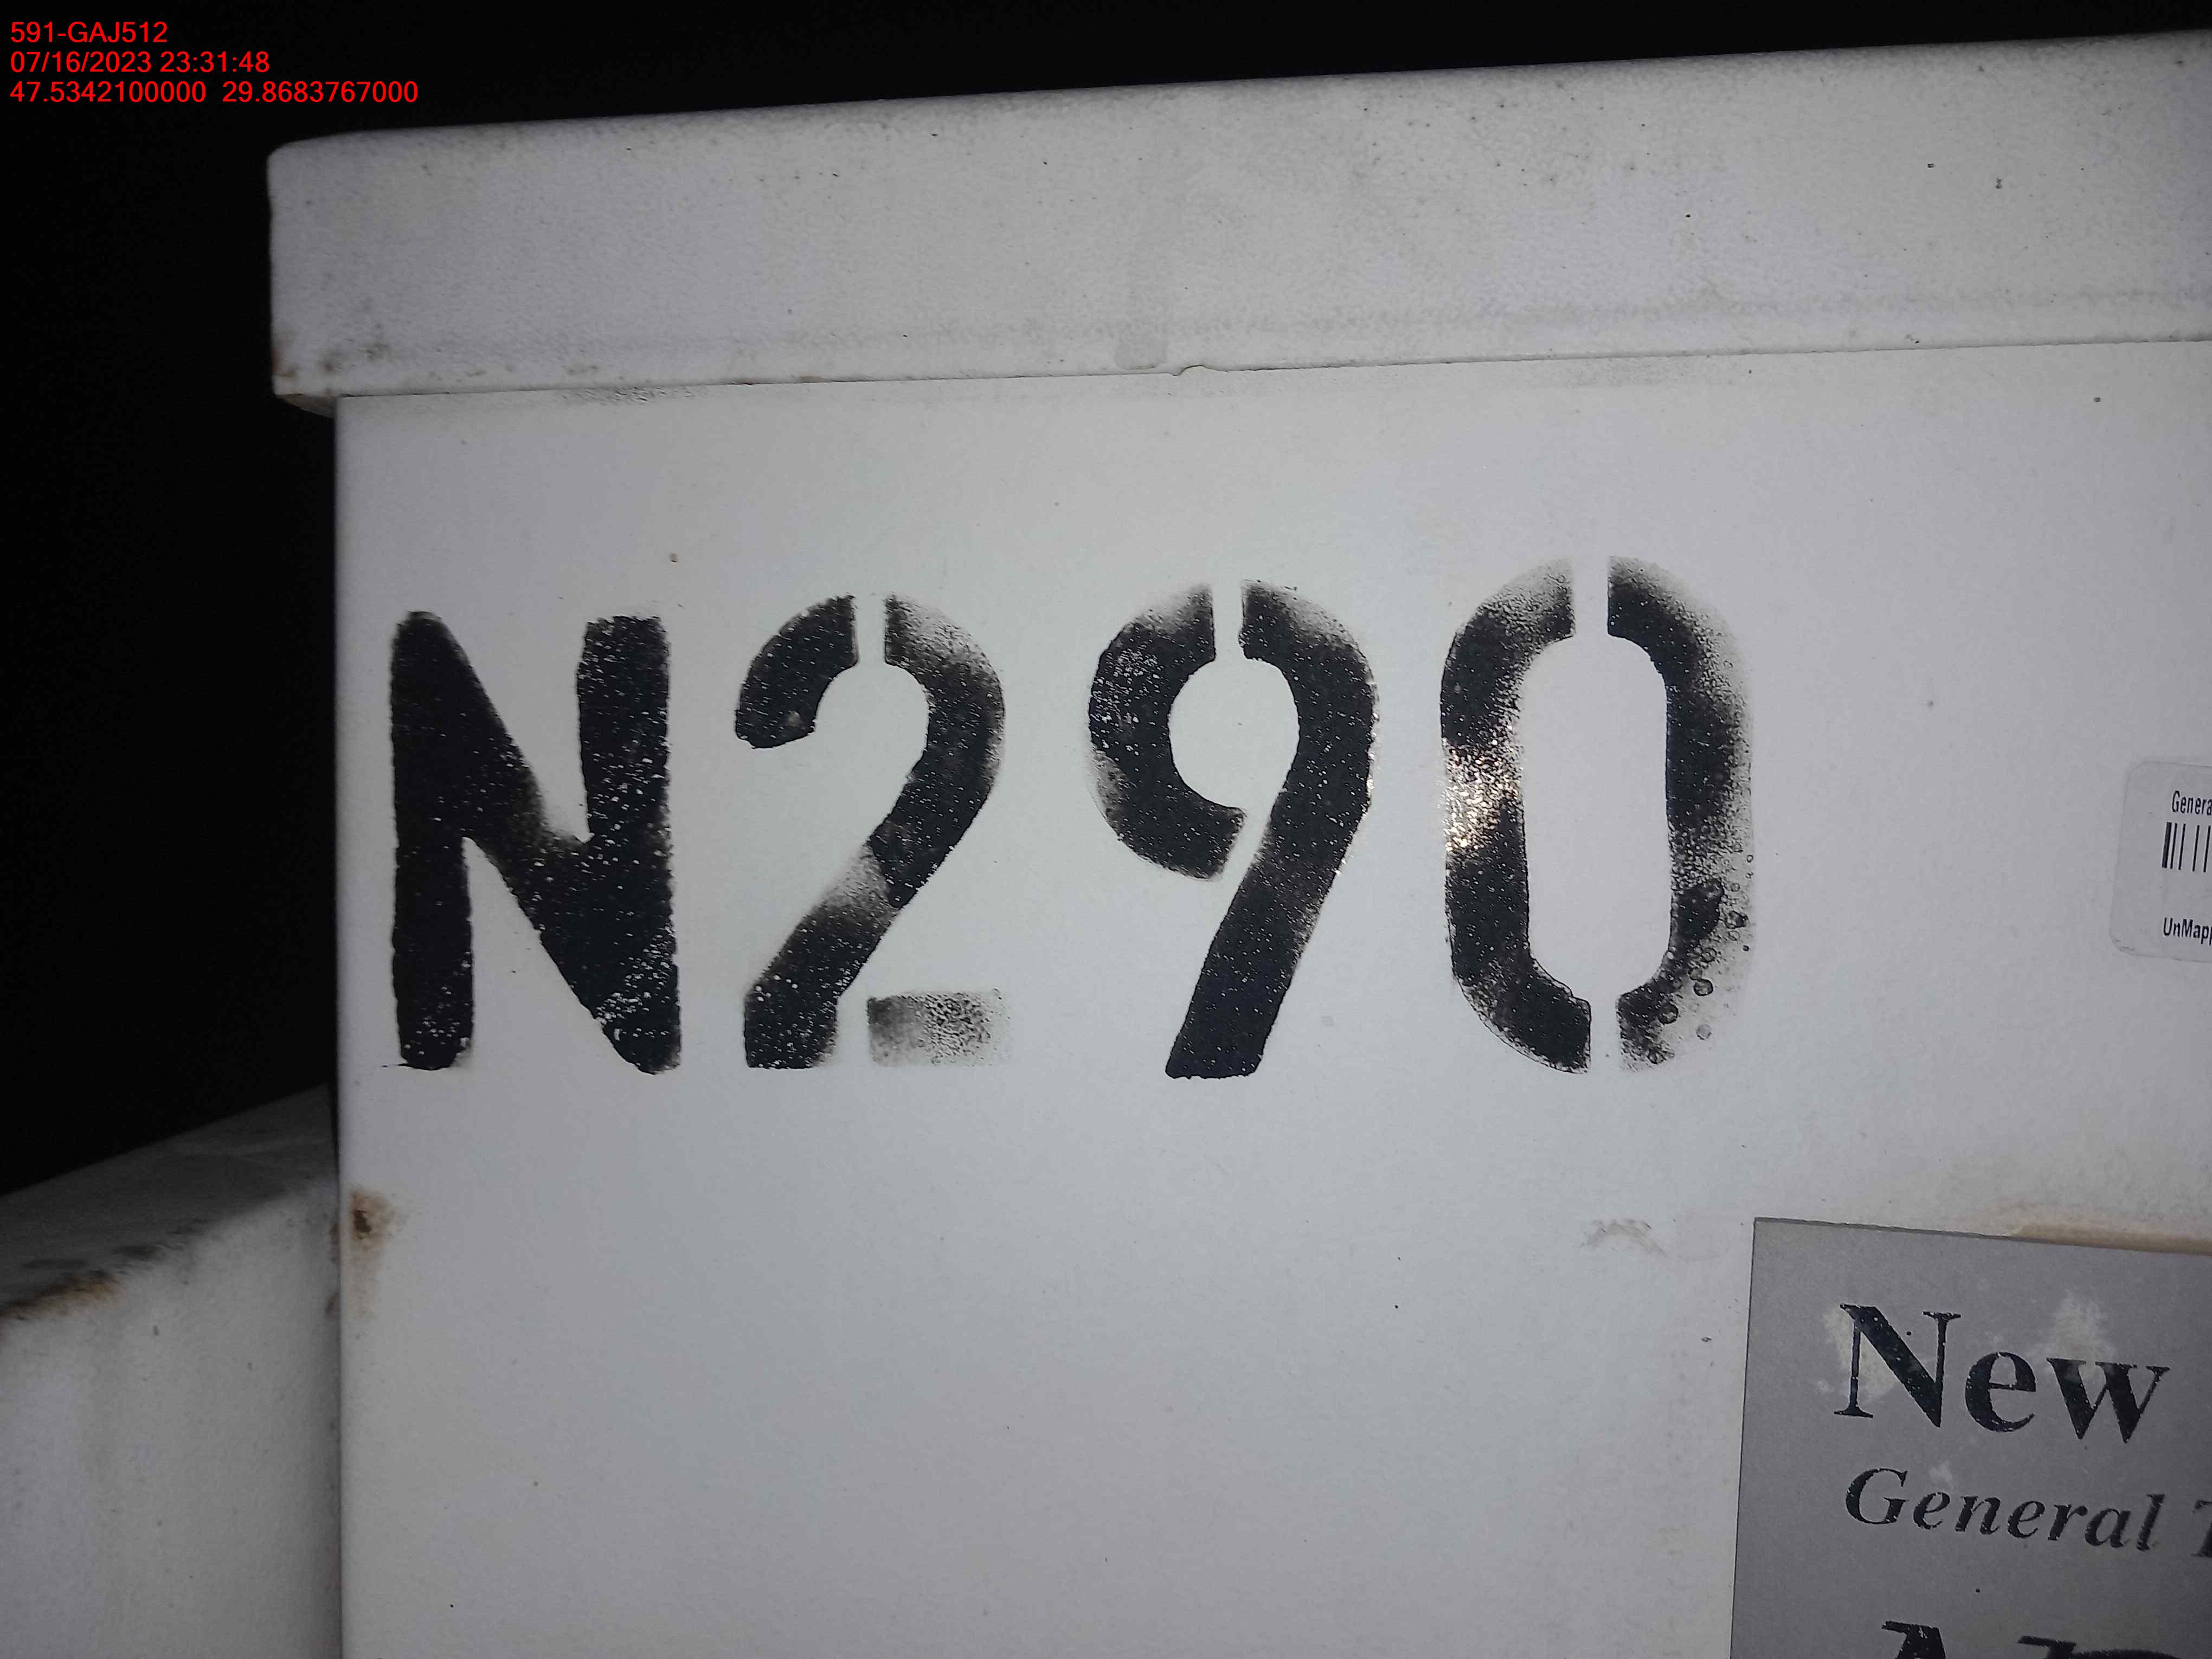 591-GAJ512
07/16/2023 23:31:48
47.5342100000 29.8683767000
N290
New
General